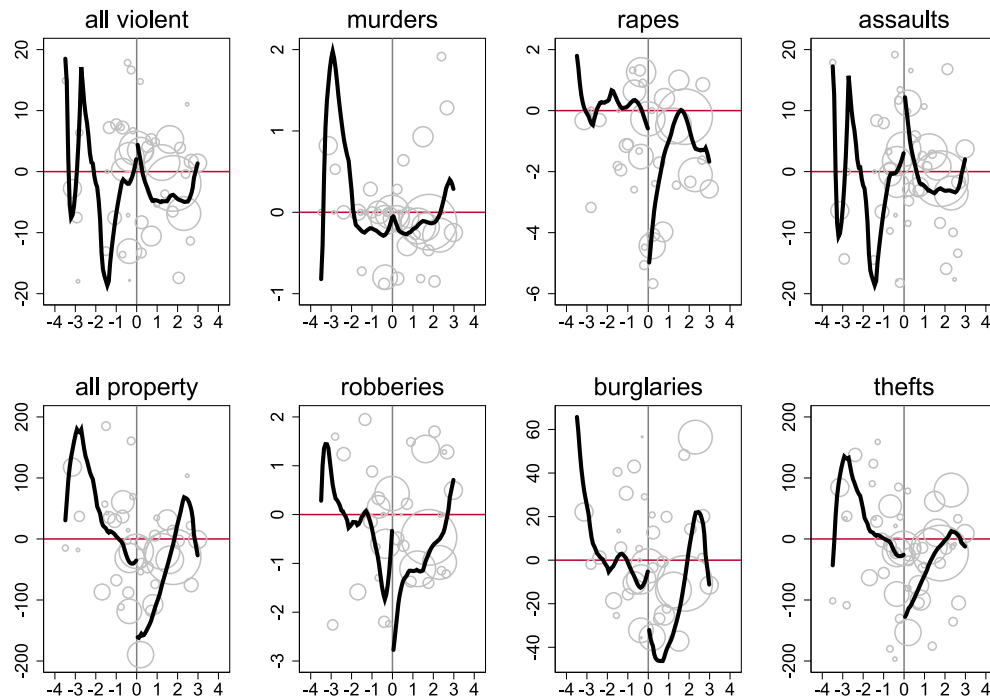 all violent murders rapes assaults
20 2 2 20
10 1 0 10
0 0 -2 0
-10 -4 -10
-20 -1 -6 -20
-4 -3 -2 -1 0 1 2 3 4 -4 -3 -2 -1 0 1 2 3 4 -4 -3 -2 -1 0 1 2 3 4 -4 -3 -2 -1 0 1 2 3 4
all property robberies burglaries thefts
200 2 60 200
100 1 40 100
0 0 20 0
-100 -1 0 -100
-200 -2 -20 -200
-3 -40
-4 -3 -2 -1 0 1 2 3 4 -4 -3 -2 -1 0 1 2 3 4 -4 -3 -2 -1 0 1 2 3 4 -4 -3 -2 -1 0 1 2 3 4